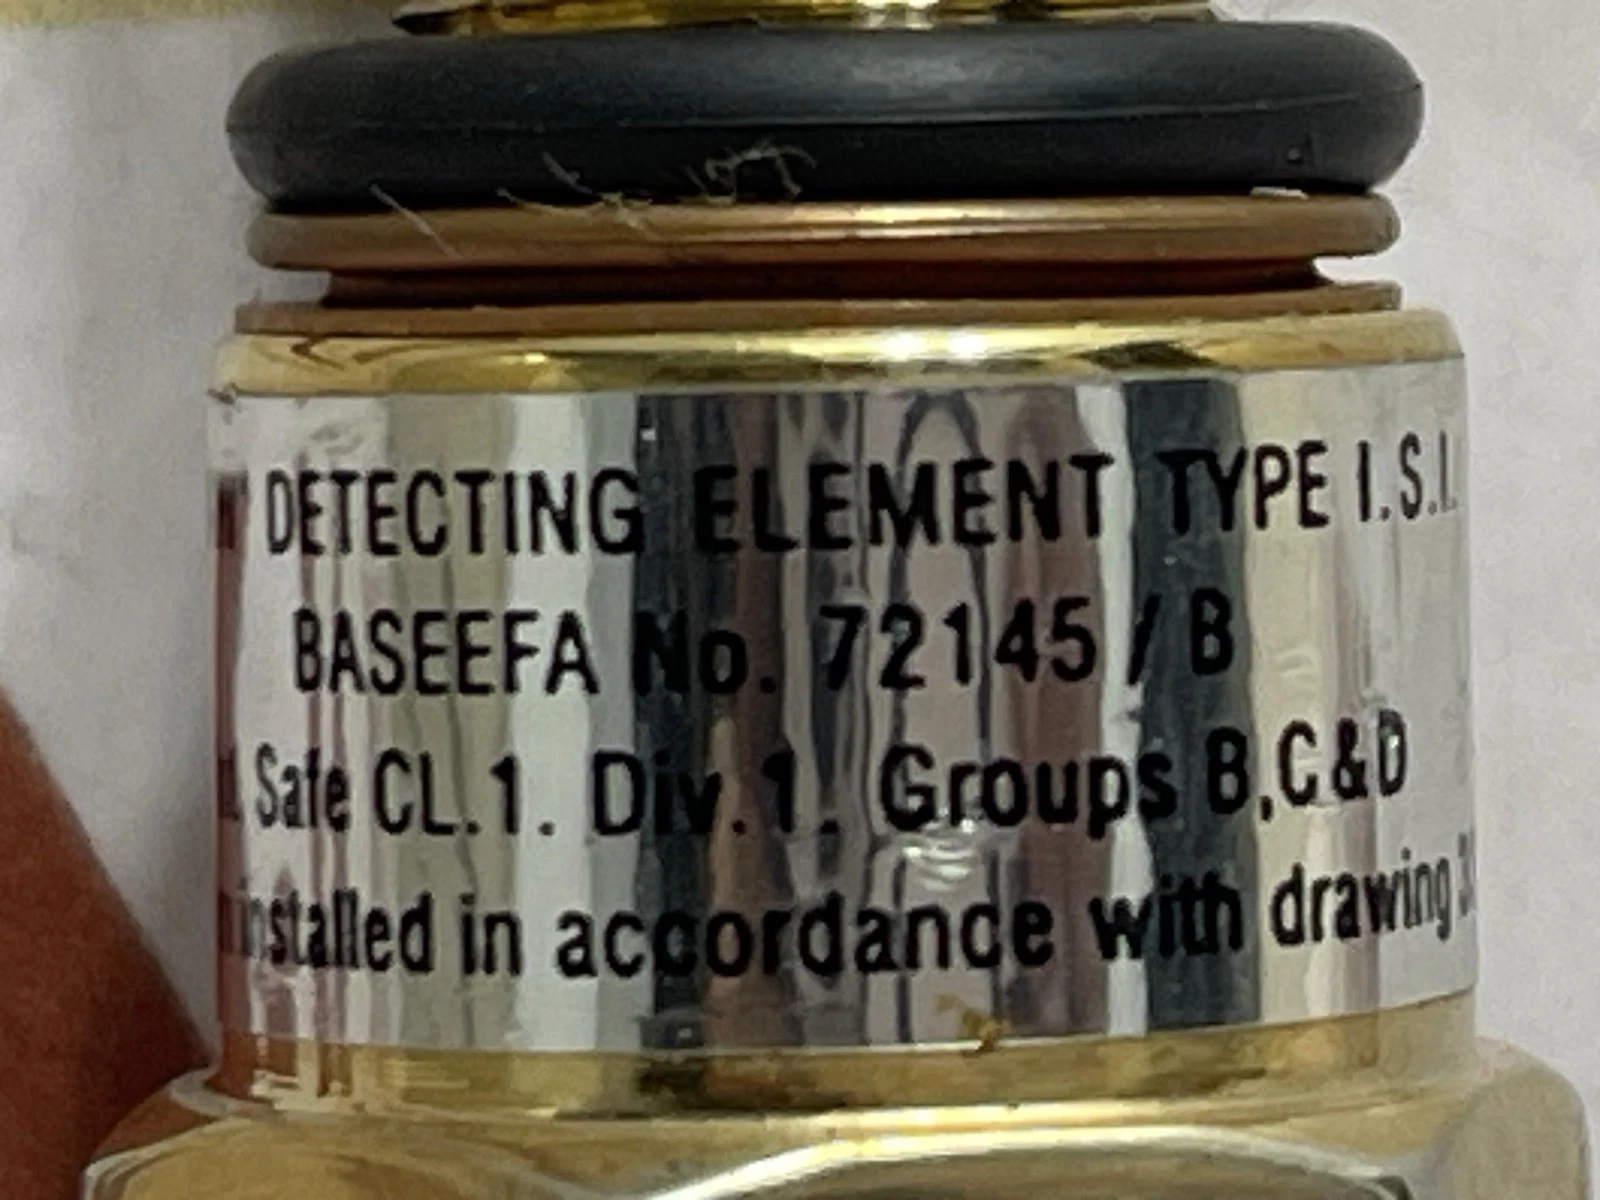 DETECTING ELEMENT TYPE I.S.I.
BASEEFA No. 72145 / B
Safe CL.1. Div.1. Groups B,C&D
installed in accordance with drawing